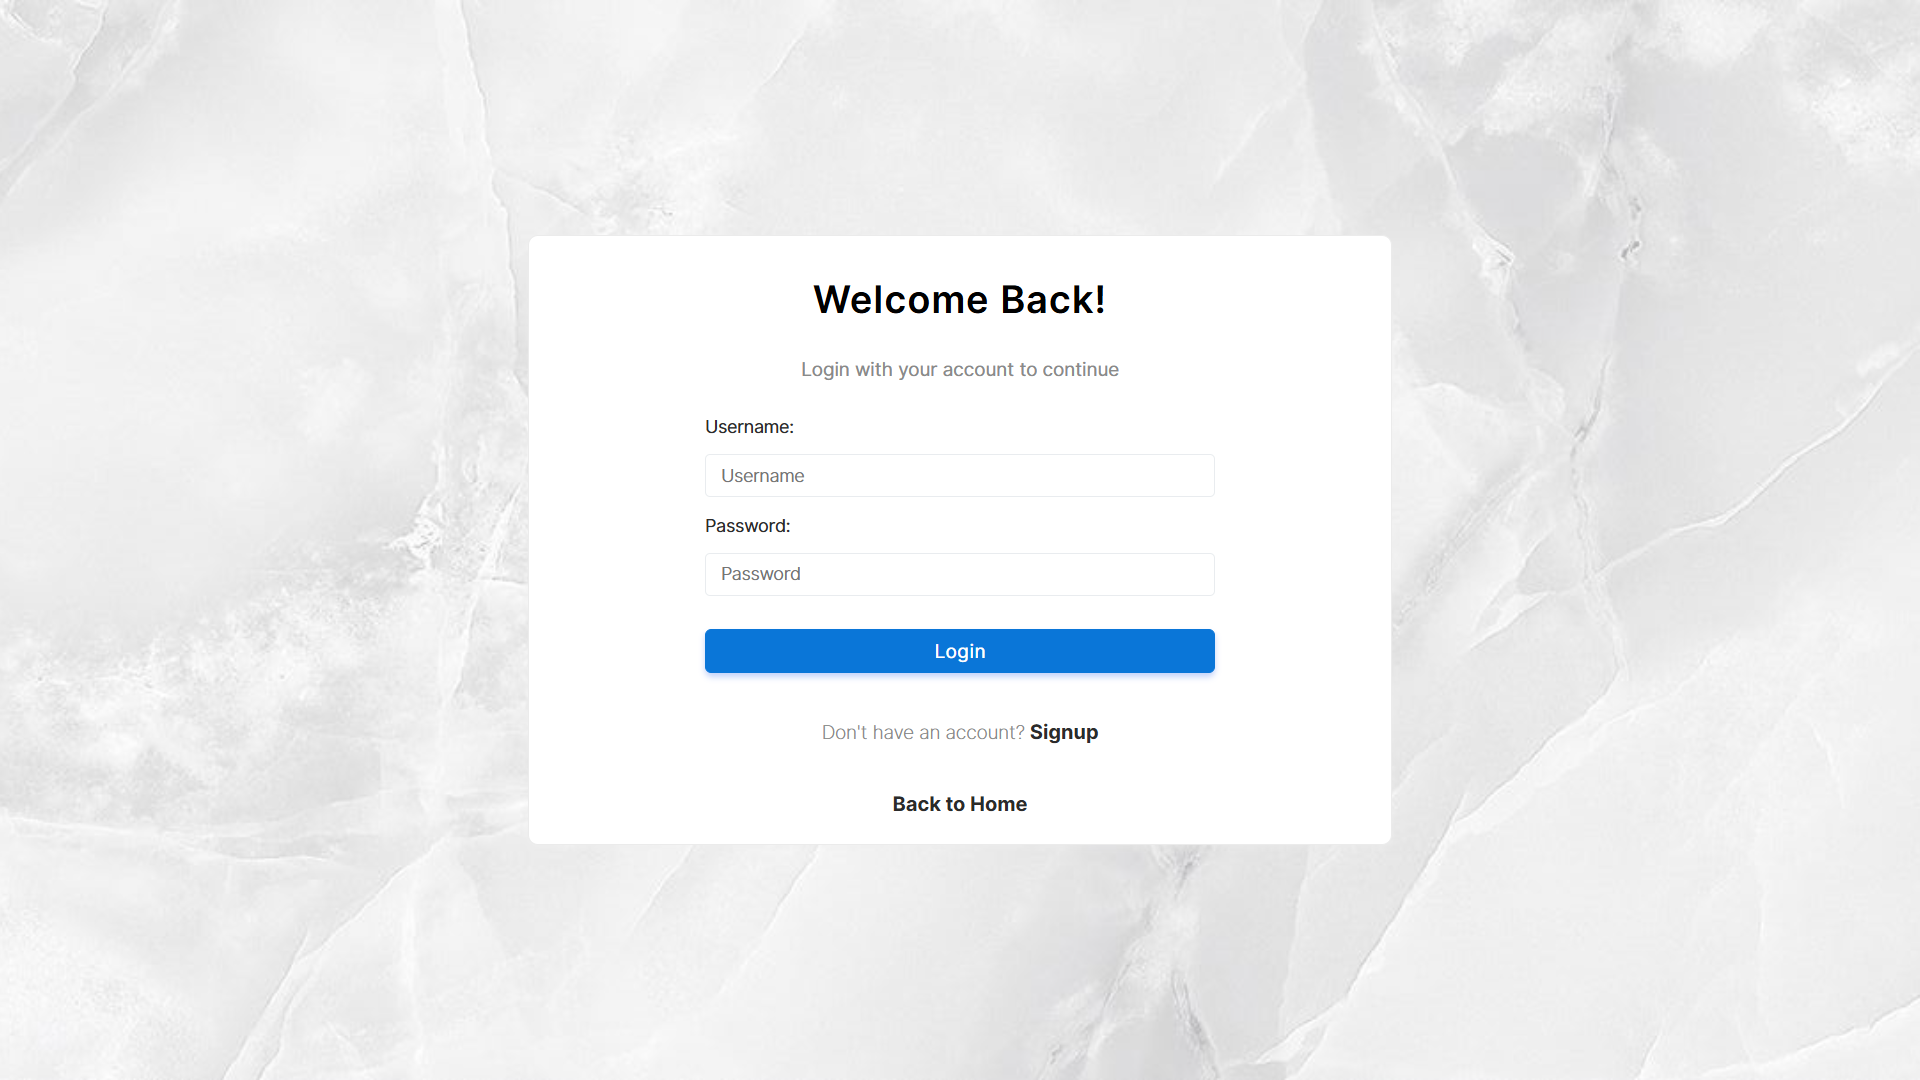 Welcome Back!
Login with your account to continue
Username:
Username
Password:
Password
Login
Don't have an account? Signup
Back to Home